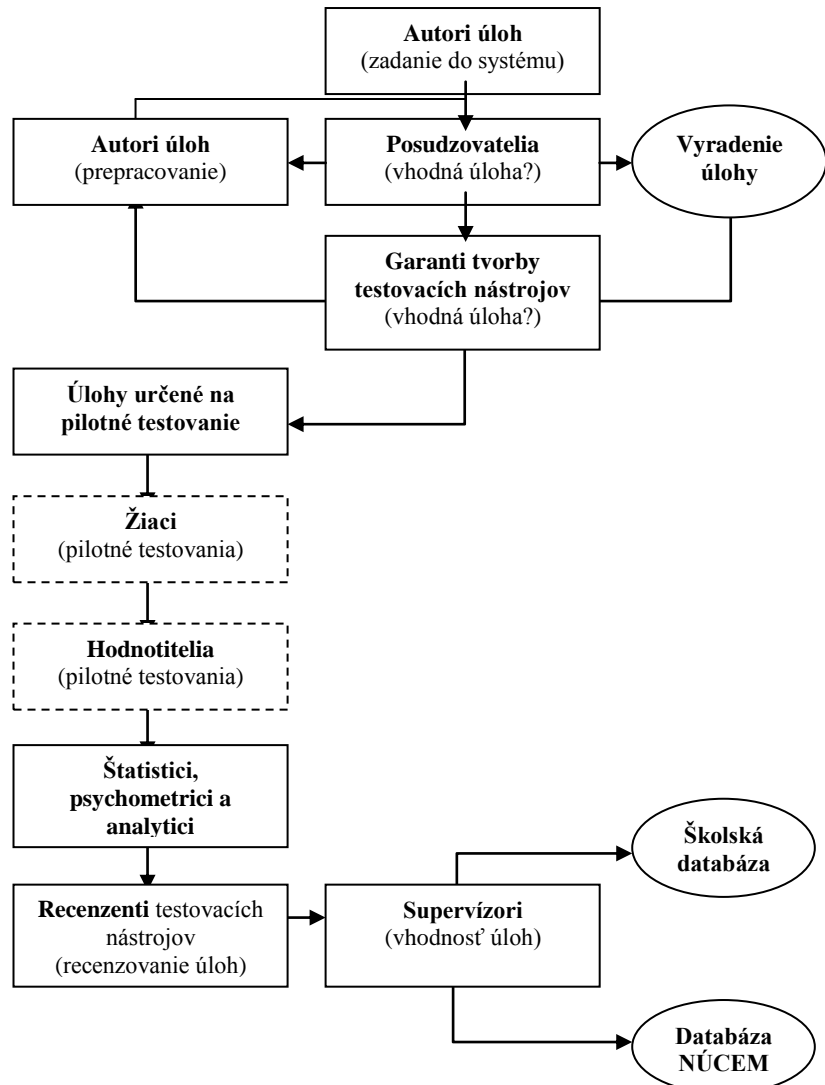 Autori úloh
(zadanie do systému)
Autori úloh
(prepracovanie)
Posudzovatelia
(vhodná úloha?)
Vyradenie
úlohy
Garanti tvorby
testovacích nástrojov
(vhodná úloha?)
Úlohy určené na
pilotné testovanie
Žiaci
(pilotné testovania)
Hodnotitelia
(pilotné testovania)
Štatistici,
psychometrici a
analytici
Školská
databáza
Recenzenti testovacích
nástrojov
(recenzovanie úloh)
Supervízori
(vhodnosť úloh)
Databáza
NÚCEM